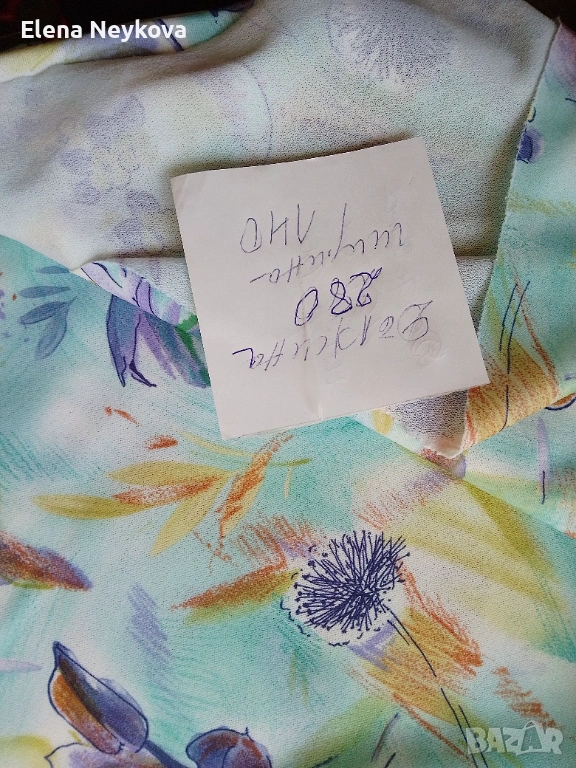 Elena Neykova
Дължина
280
ширина
140
BAZAR